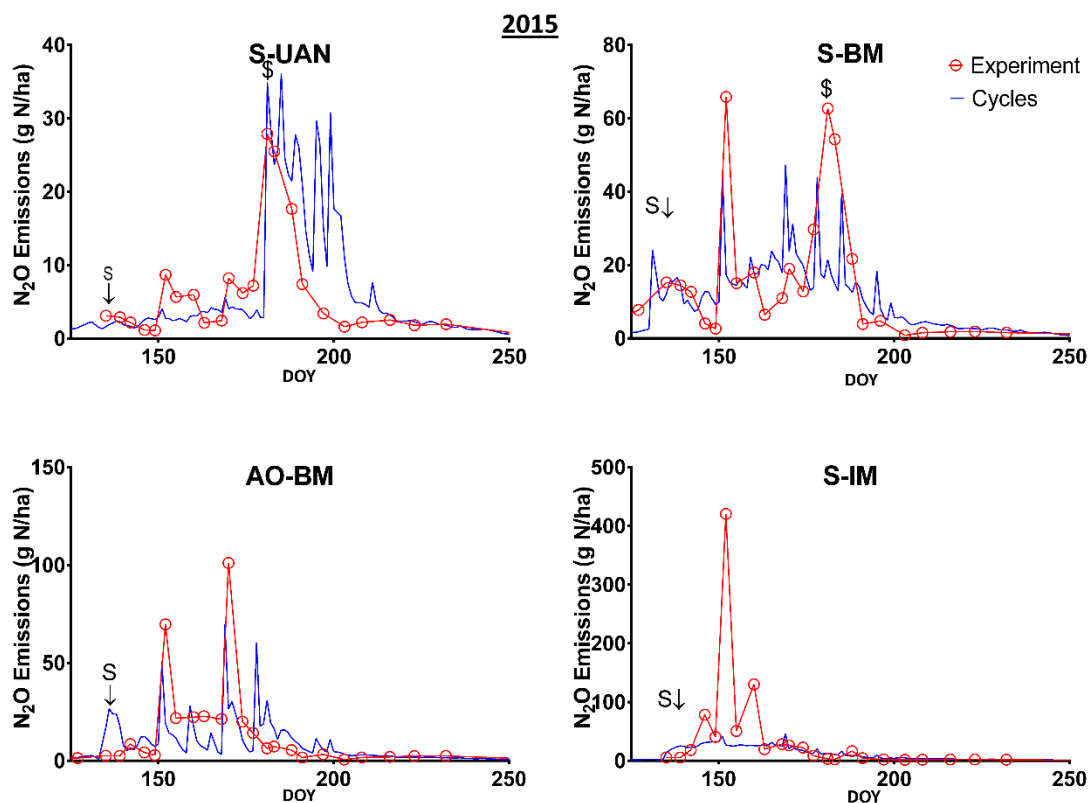 2015
S-UAN
$
N₂O Emissions (g N/ha)
40
30
20
10
0
S
150
200
250
DOY
S-BM
$
Experiment
Cycles
N₂O Emissions (g N/ha)
80
60
40
20
0
S↓
150
200
250
DOY
AO-BM
N₂O Emissions (g N/ha)
150
100
50
0
S
↓
150
200
250
DOY
S-IM
N₂O Emissions (g N/ha)
500
400
300
200
100
0
S↓
150
200
250
DOY